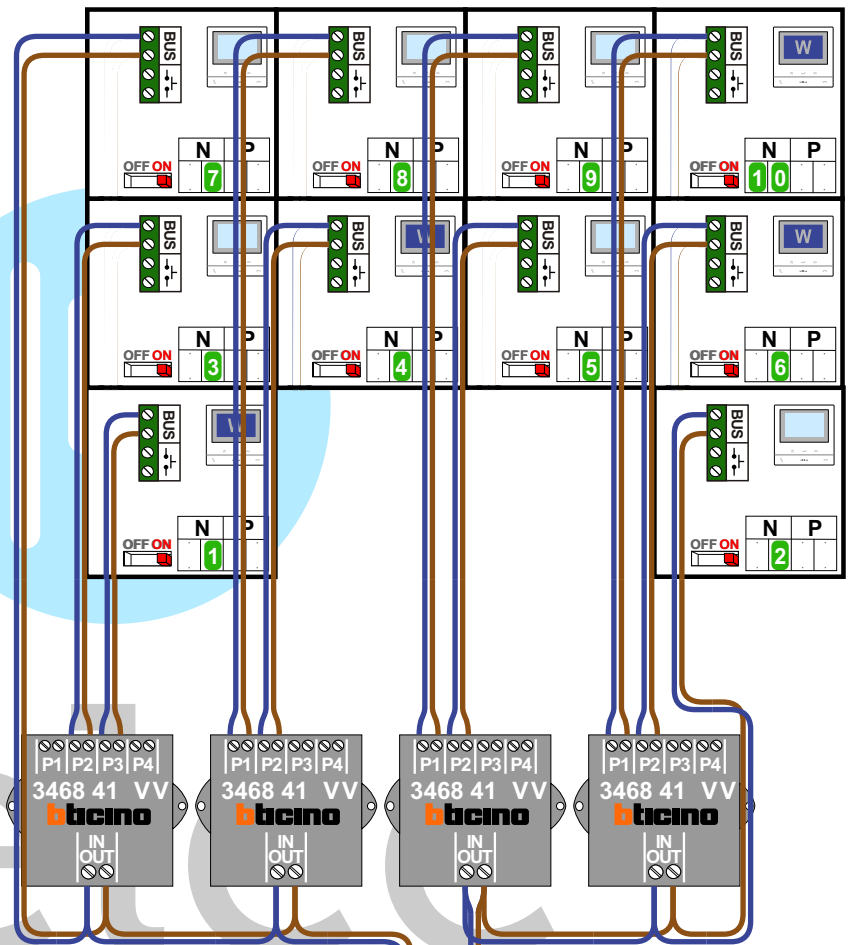 BUS BUS BUS BUS
W
N P N P N P N P
OFF ON OFF ON OFF ON OFF ON
7 8 9 1 0
BUS BUS BUS BUS
W W
N P N P N P N P
OFF ON OFF ON OFF ON OFF ON
3 4 5 6
BUS BUS
W
N P N P
OFF ON OFF ON
1 2
P1 P2 P3 P4 P1 P2 P3 P4 P1 P2 P3 P4 P1 P2 P3 P4
3468 41 VV 3468 41 VV 3468 41 VV 3468 41 VV
bticino bticino bticino bticino
IN IN IN IN
OUT OUT OUT OUT